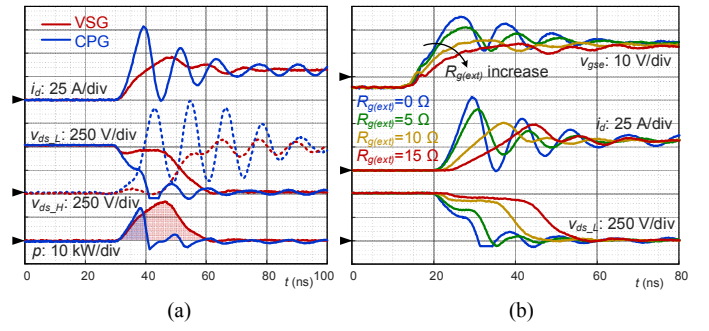 VSG
CPG
i_d: 25 A/div
v_ds_L: 250 V/div
v_ds_H: 250 V/div
p: 10 kW/div
0 20 40 60 80 100
t (ns)
(a)
R_g(ext) increase
v_gse: 10 V/div
R_g(ext)=0 Ω
R_g(ext)=5 Ω
R_g(ext)=10 Ω
R_g(ext)=15 Ω
i_d: 25 A/div
v_ds_L: 250 V/div
0 20 40 60 80
t (ns)
(b)